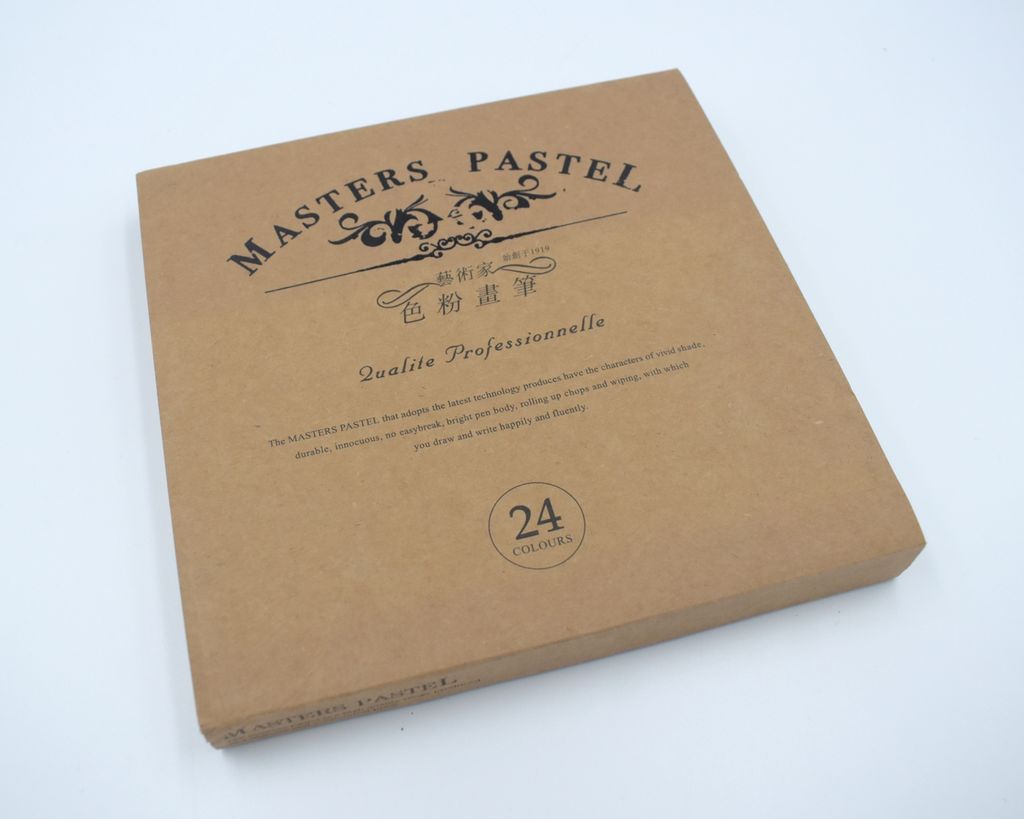 MASTERS PASTEL
始創于1919
藝術家
色粉畫筆
Qualite Professionnelle
The MASTERS PASTEL that adopts the latest technology produces have the characters of vivid shade,
durable, innocuous, no easybreak, bright pen body, rolling up chops and wiping, with which
you draw and write happily and fluently.
24
COLOURS
MASTERS PASTEL